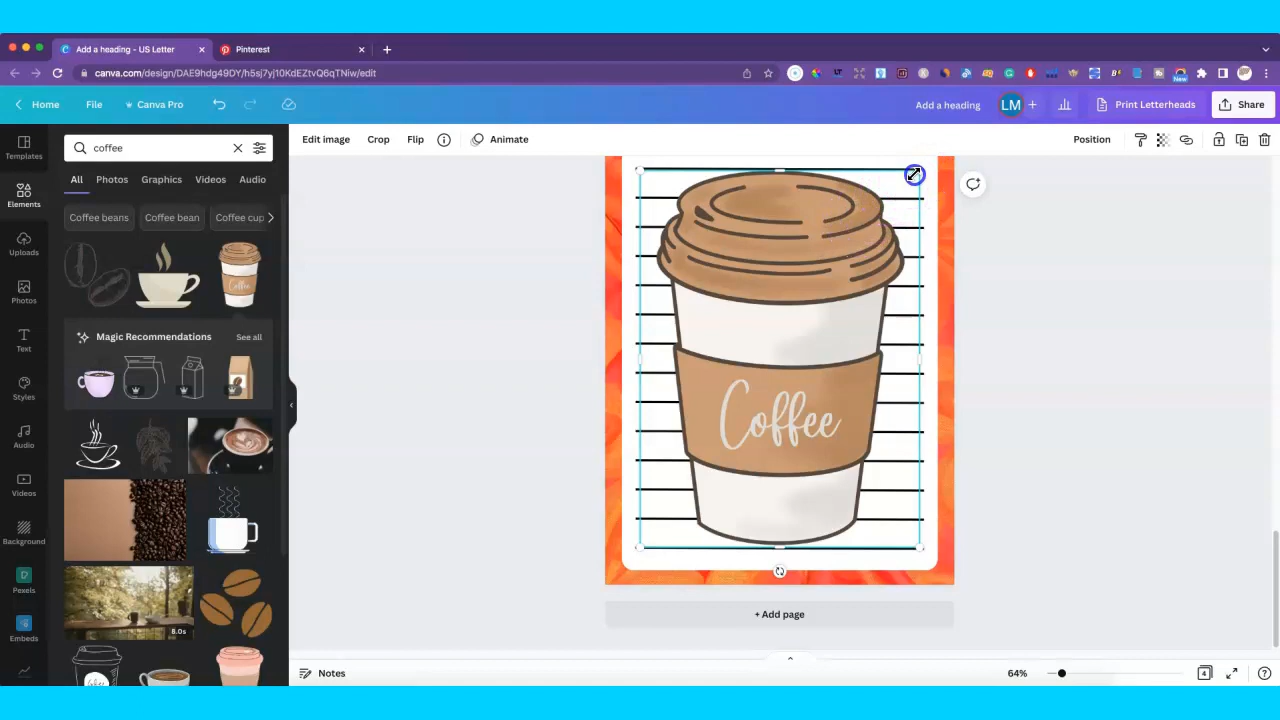 Add a heading - US Letter
Pinterest
canva.com/design/DAE9hdg49DY/h5sj7yj10KdEZtvQ6qTNiw/edit
New
Home
File
Canva Pro
Add a heading
LM
Print Letterheads
Share
Templates
Elements
Uploads
Photos
Text
Styles
Audio
Videos
Background
Pexels
Embeds
coffee
All
Photos
Graphics
Videos
Audio
Coffee beans
Coffee bean
Coffee cup
Coffee
Magic Recommendations
See all
8.0s
Edit image
Crop
Flip
Animate
Position
Coffee
+ Add page
Notes
64%
4